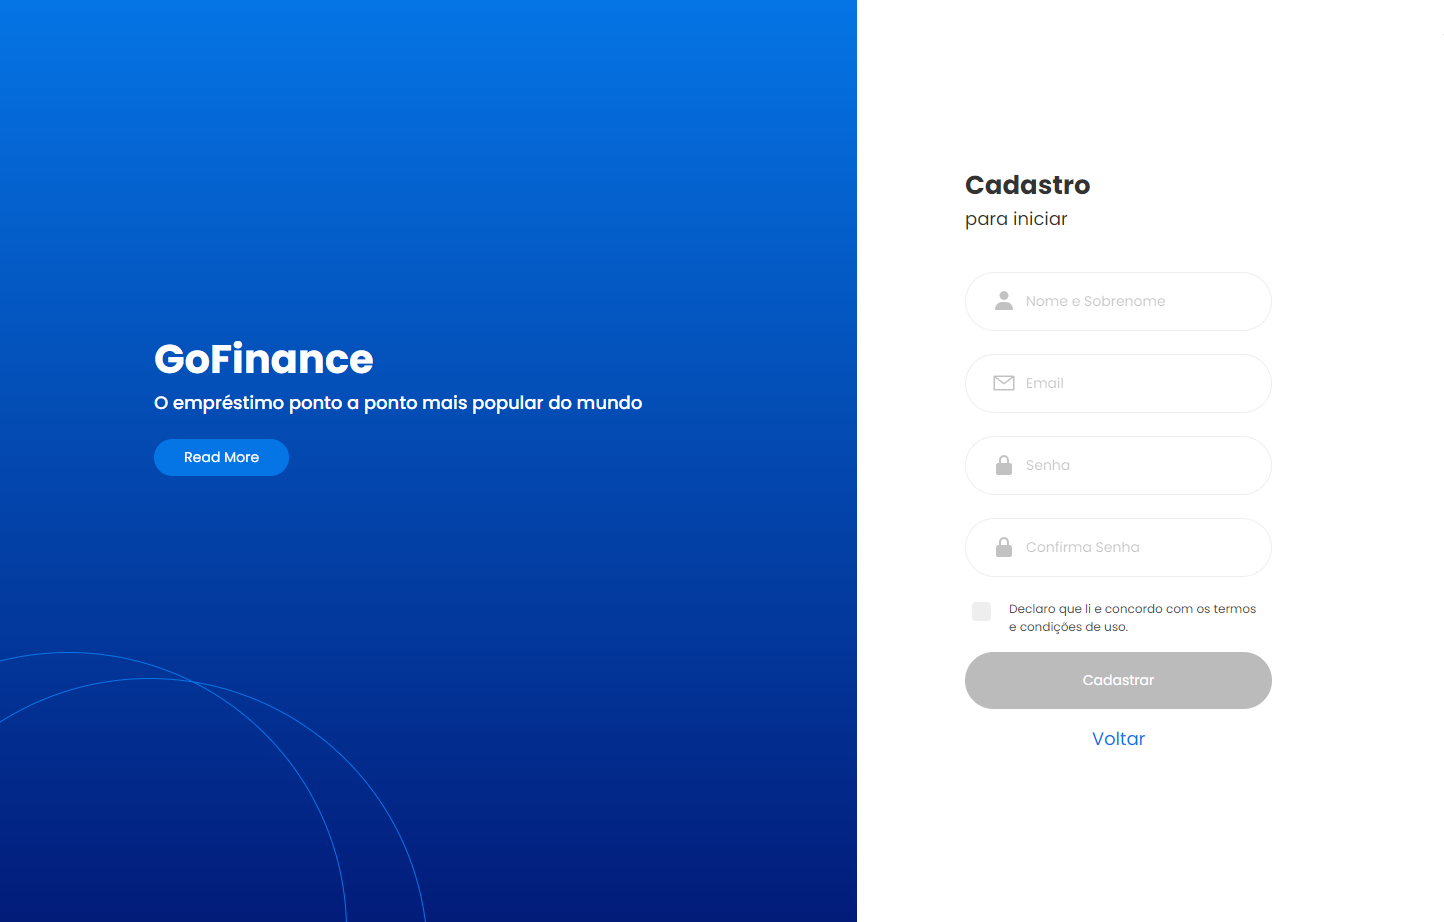 GoFinance
O empréstimo ponto a ponto mais popular do mundo
Read More
Cadastro
para iniciar
Nome e Sobrenome
Email
Senha
Confirma Senha
Declaro que li e concordo com os termos
e condições de uso.
Cadastrar
Voltar